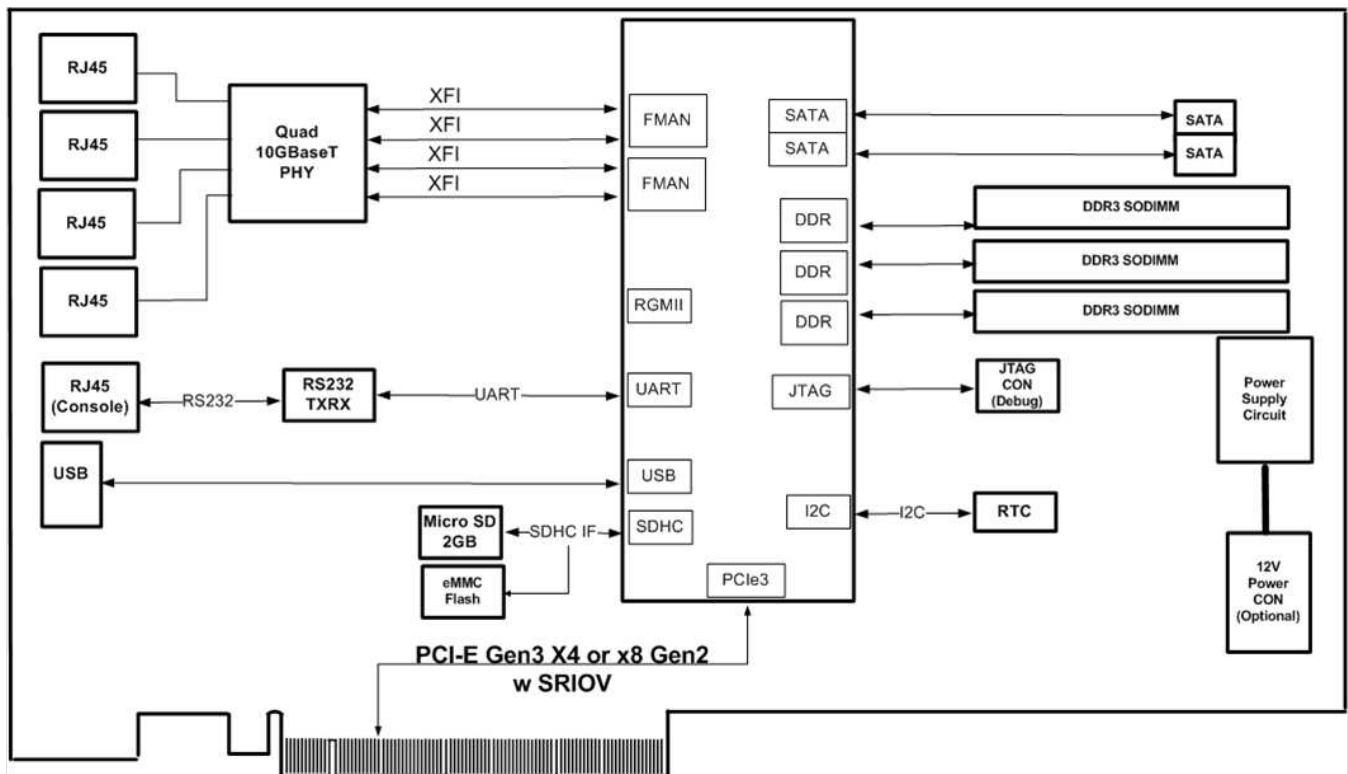 RJ45
RJ45
RJ45
RJ45
Quad
10GBaseT
PHY
XFI
XFI
XFI
XFI
FMAN
FMAN
RGMII
UART
USB
SDHC
PCIe3
SATA
SATA
DDR
DDR
DDR
JTAG
I2C
SATA
SATA
DDR3 SODIMM
DDR3 SODIMM
DDR3 SODIMM
JTAG
CON
(Debug)
Power
Supply
Circuit
RJ45
(Console)
RS232
RS232
TXRX
UART
USB
Micro SD
2GB
SDHC IF
eMMC
Flash
I2C
RTC
12V
Power
CON
(Optional)
PCI-E Gen3 X4 or x8 Gen2
w SRIOV